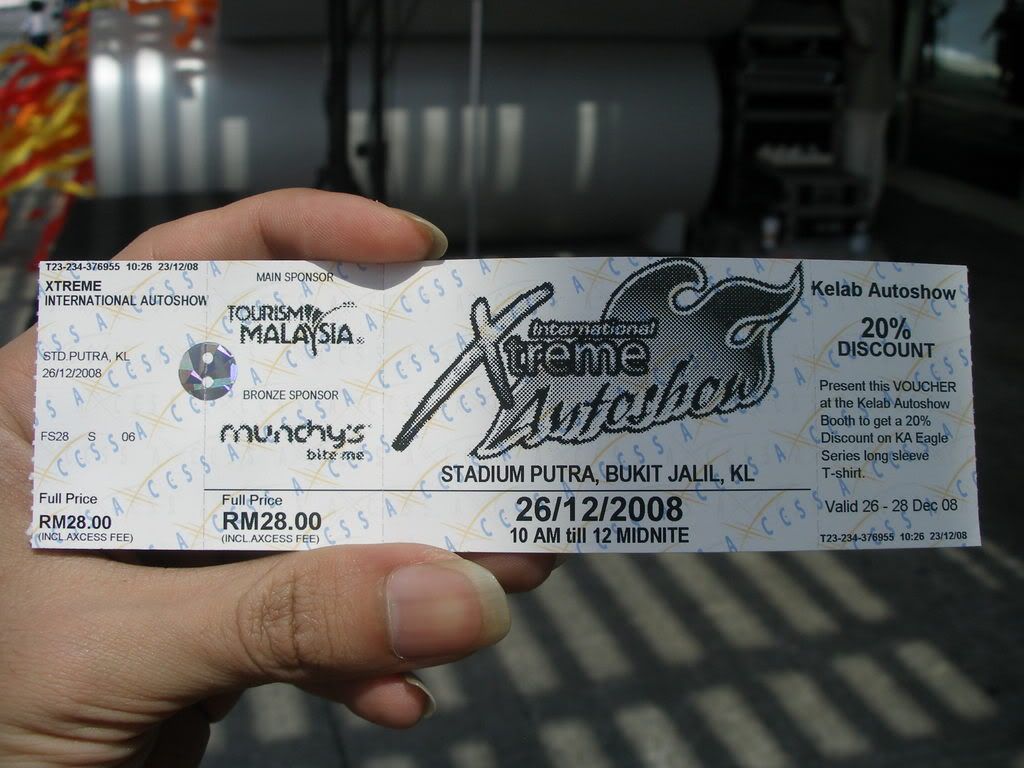 T23-234-376955 10:26 23/12/08
XTREME
INTERNATIONAL AUTOSHOW
STD.PUTRA, KL
26/12/2008
FS28 S 06
Full Price
RM28.00
(INCL AXCESS FEE)
MAIN SPONSOR
TOURISM
MALAYSIA
BRONZE SPONSOR
munchy's
bite me
Full Price
RM28.00
(INCL AXCESS FEE)
International
Xtreme
Autoshow
STADIUM PUTRA, BUKIT JALIL, KL
26/12/2008
10 AM till 12 MIDNITE
Kelab Autoshow
20%
DISCOUNT
Present this VOUCHER
at the Kelab Autoshow
Booth to get a 20%
Discount on KA Eagle
Series long sleeve
T-shirt.
Valid 26 - 28 Dec 08
T23-234-376955 10:26 23/12/08